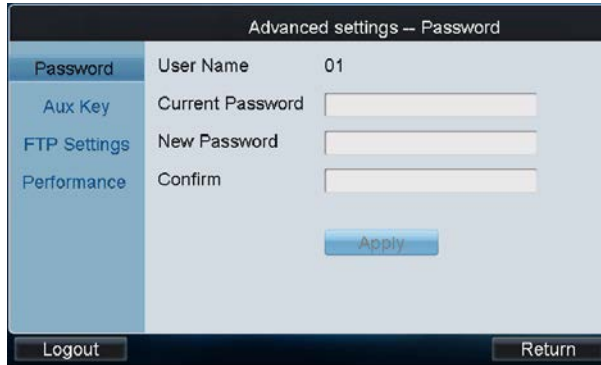 Advanced settings -- Password
Password
User Name 01
Aux Key
Current Password
FTP Settings
New Password
Performance
Confirm
Apply
Logout
Return